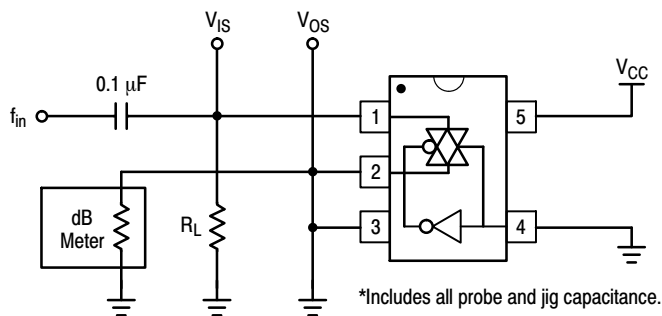 V_IS
V_OS
V_CC
0.1 μF
f_in
1
5
2
dB
Meter
R_L
3
4
*Includes all probe and jig capacitance.